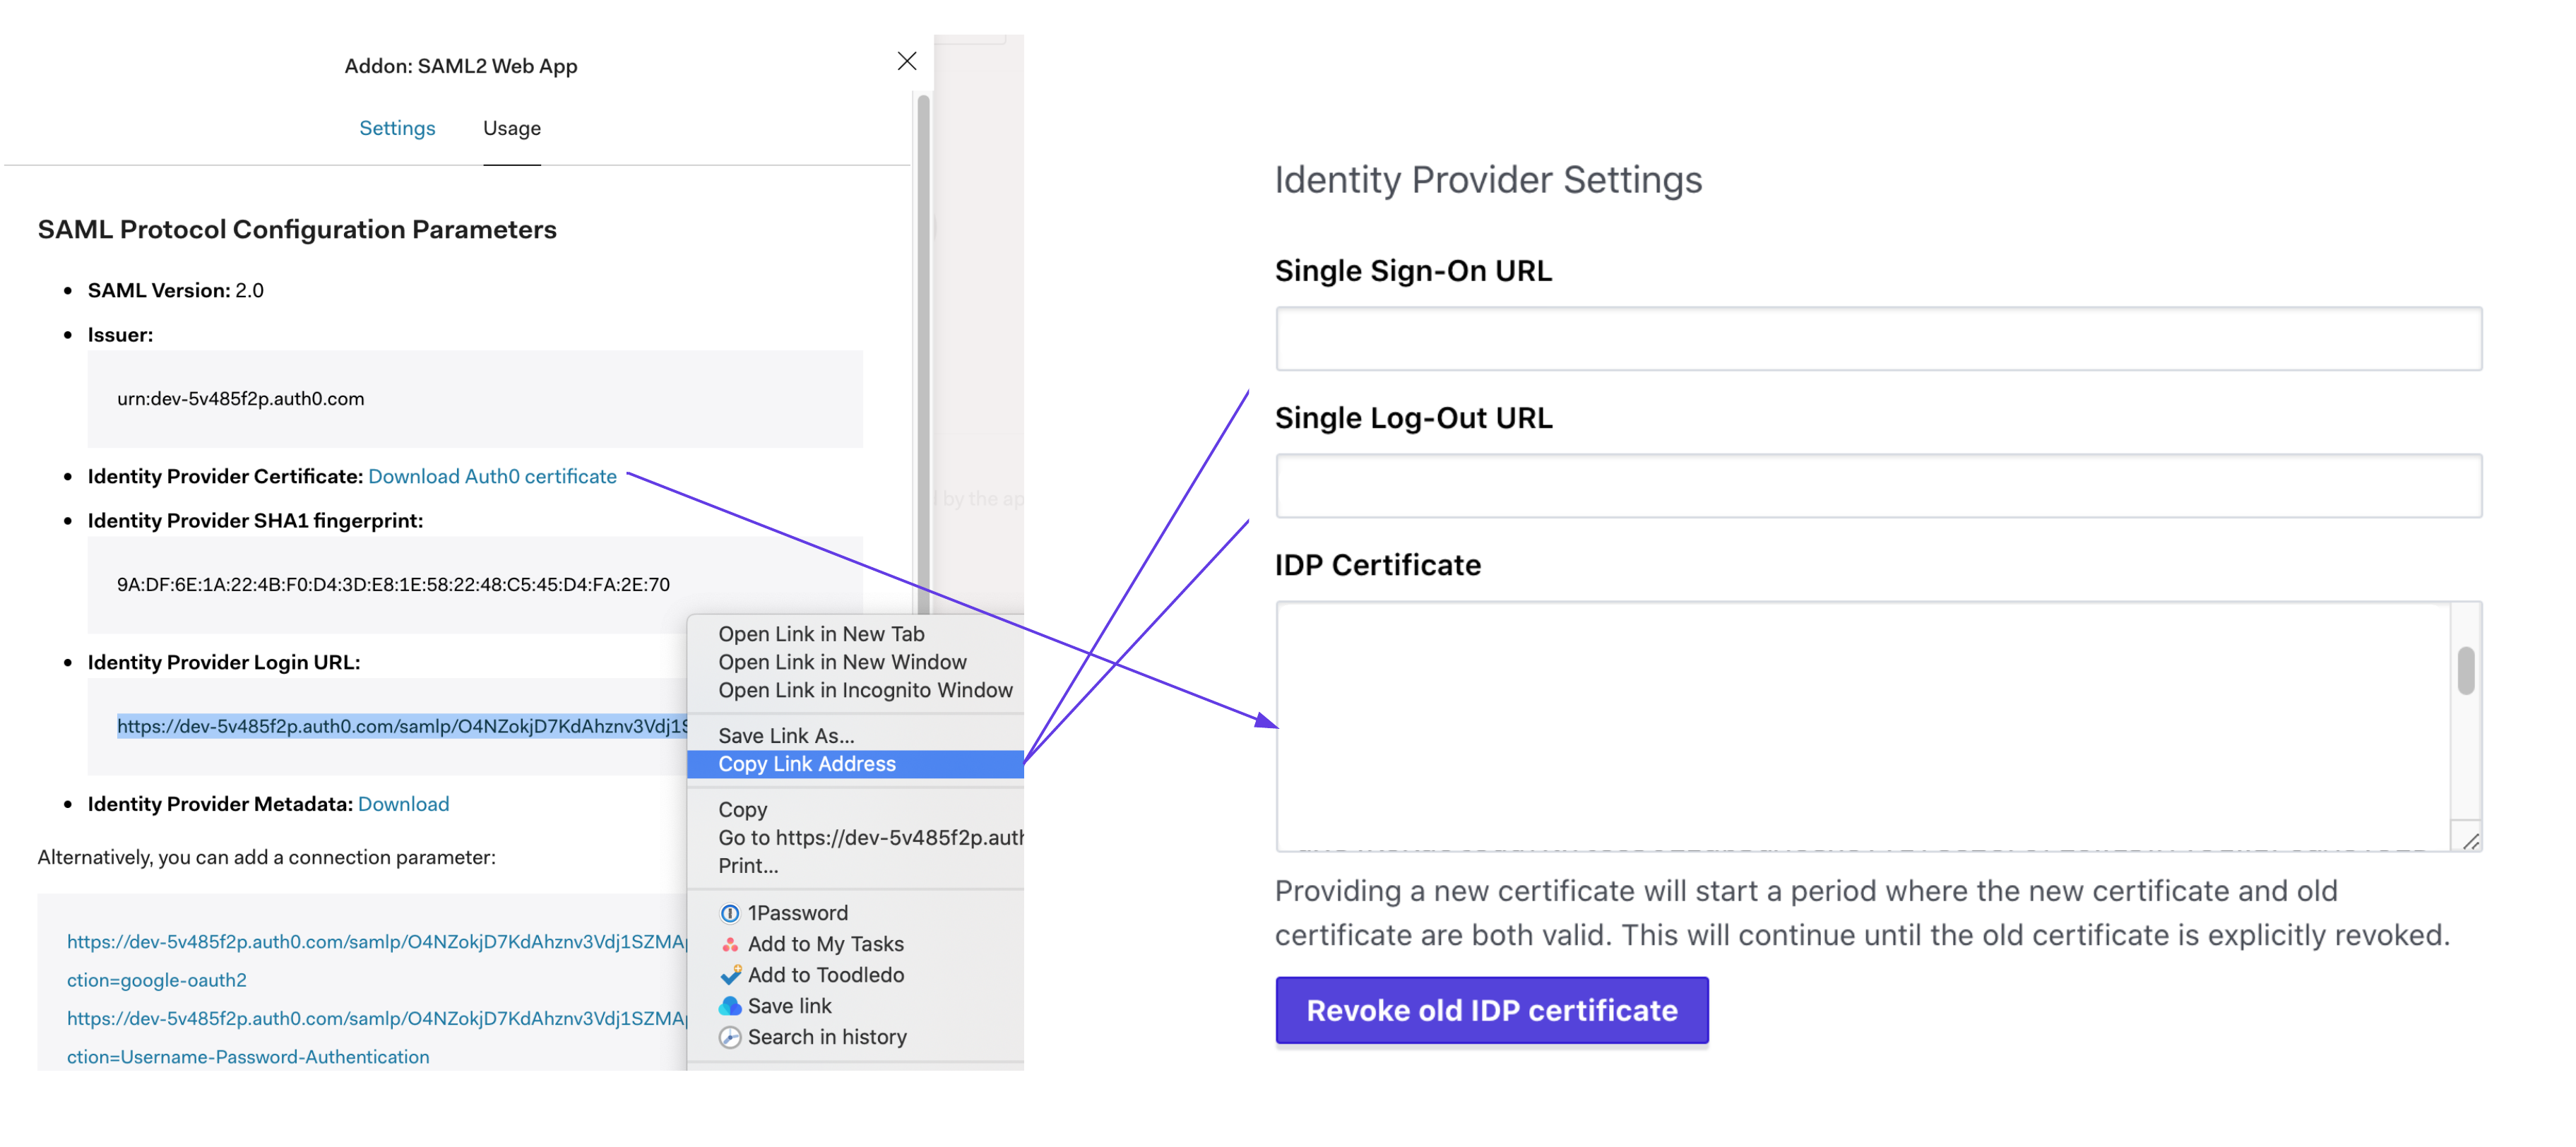 Addon: SAML2 Web App
Settings
Usage
SAML Protocol Configuration Parameters
SAML Version: 2.0
Issuer:
urn:dev-5v485f2p.auth0.com
Identity Provider Certificate: Download Auth0 certificate
Identity Provider SHA1 fingerprint:
9A:DF:6E:1A:22:4B:F0:D4:3D:E8:1E:58:22:48:C5:45:D4:FA:2E:70
Identity Provider Login URL:
https://dev-5v485f2p.auth0.com/samlp/O4NZokjD7KdAhznv3Vdj1S
Identity Provider Metadata: Download
Alternatively, you can add a connection parameter:
https://dev-5v485f2p.auth0.com/samlp/O4NZokjD7KdAhznv3Vdj1SZMA
ction=google-oauth2
https://dev-5v485f2p.auth0.com/samlp/O4NZokjD7KdAhznv3Vdj1SZMA
ction=Username-Password-Authentication
by the ap
Open Link in New Tab
Open Link in New Window
Open Link in Incognito Window
Save Link As...
Copy Link Address
Copy
Go to https://dev-5v485f2p.auth
Print...
1Password
Add to My Tasks
Add to Toodledo
Save link
Search in history
Identity Provider Settings
Single Sign-On URL
Single Log-Out URL
IDP Certificate
Providing a new certificate will start a period where the new certificate and old
certificate are both valid. This will continue until the old certificate is explicitly revoked.
Revoke old IDP certificate